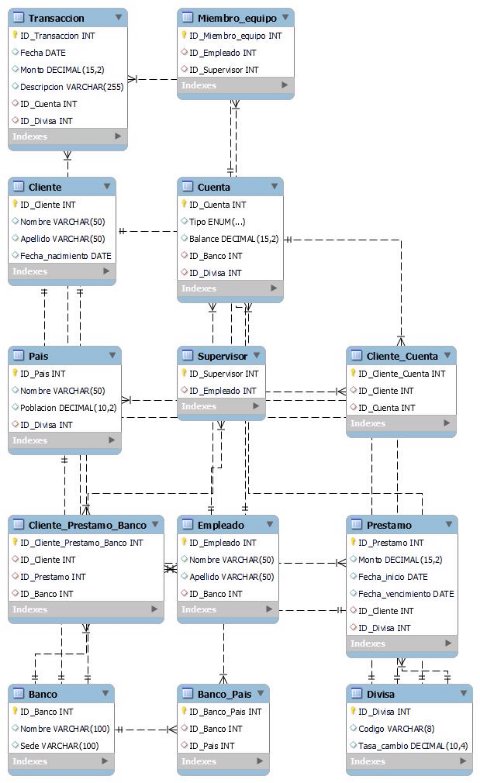 Transaccion
ID_Transaccion INT
Fecha DATE
Monto DECIMAL(15,2)
Descripcion VARCHAR(255)
ID_Cuenta INT
ID_Divisa INT
Indexes
Miembro_equipo
ID_Miembro_equipo INT
ID_Empleado INT
ID_Supervisor INT
Indexes
Cliente
ID_Cliente INT
Nombre VARCHAR(50)
Apellido VARCHAR(50)
Fecha_nacimiento DATE
Indexes
Cuenta
ID_Cuenta INT
Tipo ENUM(...)
Balance DECIMAL(15,2)
ID_Banco INT
ID_Divisa INT
Indexes
Pais
ID_Pais INT
Nombre VARCHAR(50)
Poblacion DECIMAL(10,2)
ID_Divisa INT
Indexes
Supervisor
ID_Supervisor INT
ID_Empleado INT
Indexes
Cliente_Cuenta
ID_Cliente_Cuenta INT
ID_Cliente INT
ID_Cuenta INT
Indexes
Cliente_Prestamo_Banco
ID_Cliente_Prestamo_Banco INT
ID_Cliente INT
ID_Prestamo INT
ID_Banco INT
Indexes
Empleado
ID_Empleado INT
Nombre VARCHAR(50)
Apellido VARCHAR(50)
ID_Banco INT
Indexes
Prestamo
ID_Prestamo INT
Monto DECIMAL(15,2)
Fecha_inicio DATE
Fecha_vencimiento DATE
ID_Cliente INT
ID_Divisa INT
Indexes
Banco
ID_Banco INT
Nombre VARCHAR(100)
Sede VARCHAR(100)
Indexes
Banco_Pais
ID_Banco_Pais INT
ID_Banco INT
ID_Pais INT
Indexes
Divisa
ID_Divisa INT
Codigo VARCHAR(8)
Tasa_cambio DECIMAL(10,4)
Indexes